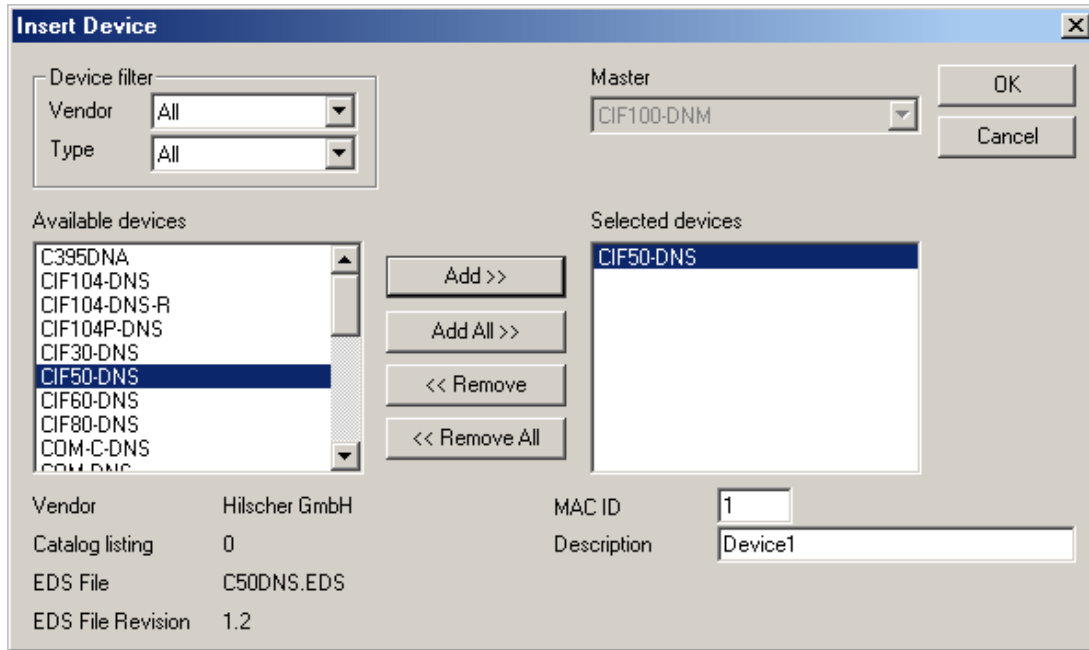 Insert Device
Device filter
Vendor All
Type All
Master
CIF100-DNM
OK
Cancel
Available devices
C395DNA
CIF104-DNS
CIF104-DNS-R
CIF104P-DNS
CIF30-DNS
CIF50-DNS
CIF60-DNS
CIF80-DNS
COM-C-DNS
COM-DNS
Add >>
Add All >>
<< Remove
<< Remove All
Selected devices
CIF50-DNS
Vendor Hilscher GmbH
Catalog listing 0
EDS File C50DNS.EDS
EDS File Revision 1.2
MAC ID 1
Description Device1